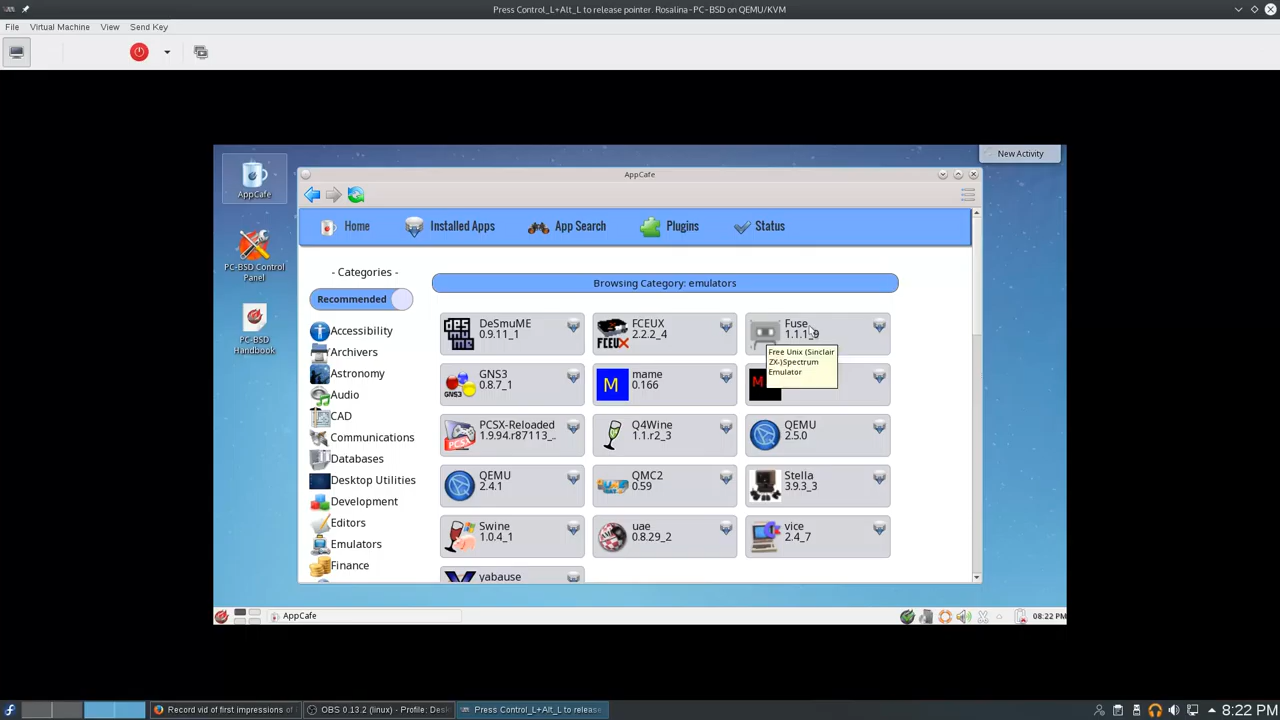 Press Control_L+Alt_L to release pointer. Rosalina-PC-BSD on QEMU/KVM
File Virtual Machine View Send Key
New Activity
AppCafe
AppCafe
Home Installed Apps App Search Plugins Status
PC-BSD Control
Panel
PC-BSD
Handbook
- Categories -
Recommended
Accessibility
Archivers
Astronomy
Audio
CAD
Communications
Databases
Desktop Utilities
Development
Editors
Emulators
Finance
Browsing Category: emulators
DeSmuME
0.9.11_1
FCEUX
2.2.2_4
Fuse
1.1.1_9
Free Unix (Sinclair
ZX-)Spectrum
Emulator
GNS3
0.8.7_1
mame
0.166
PCSX-Reloaded
1.9.94.r87113_..
Q4Wine
1.1.r2_3
QEMU
2.5.0
QEMU
2.4.1
QMC2
0.59
Stella
3.9.3_3
Swine
1.0.4_1
uae
0.8.29_2
vice
2.4_7
yabause
AppCafe
08:22 PM
Record vid of first impressions of
OBS 0.13.2 (linux) - Profile: Desk
Press Control_L+Alt_L to release
8:22 PM